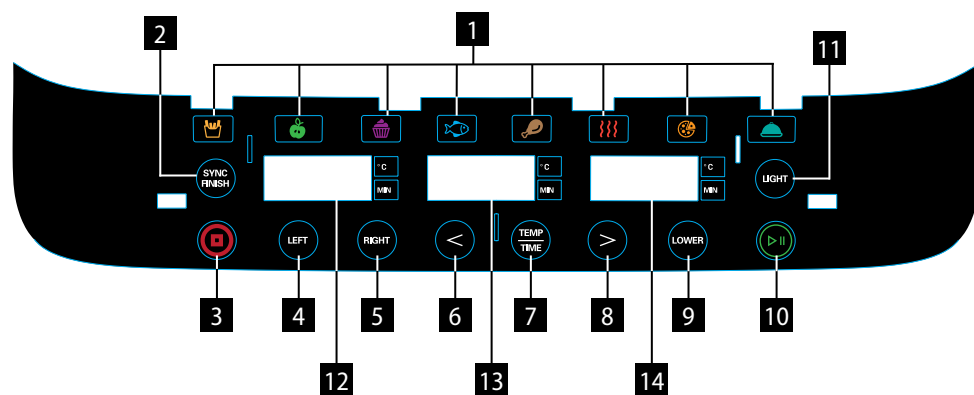 1
2
11
SYNC
FINISH
°C
MIN
°C
MIN
°C
MIN
LIGHT
LEFT
RIGHT
<
TEMP
TIME
>
LOWER
3
4
5
6
7
8
9
10
12
13
14